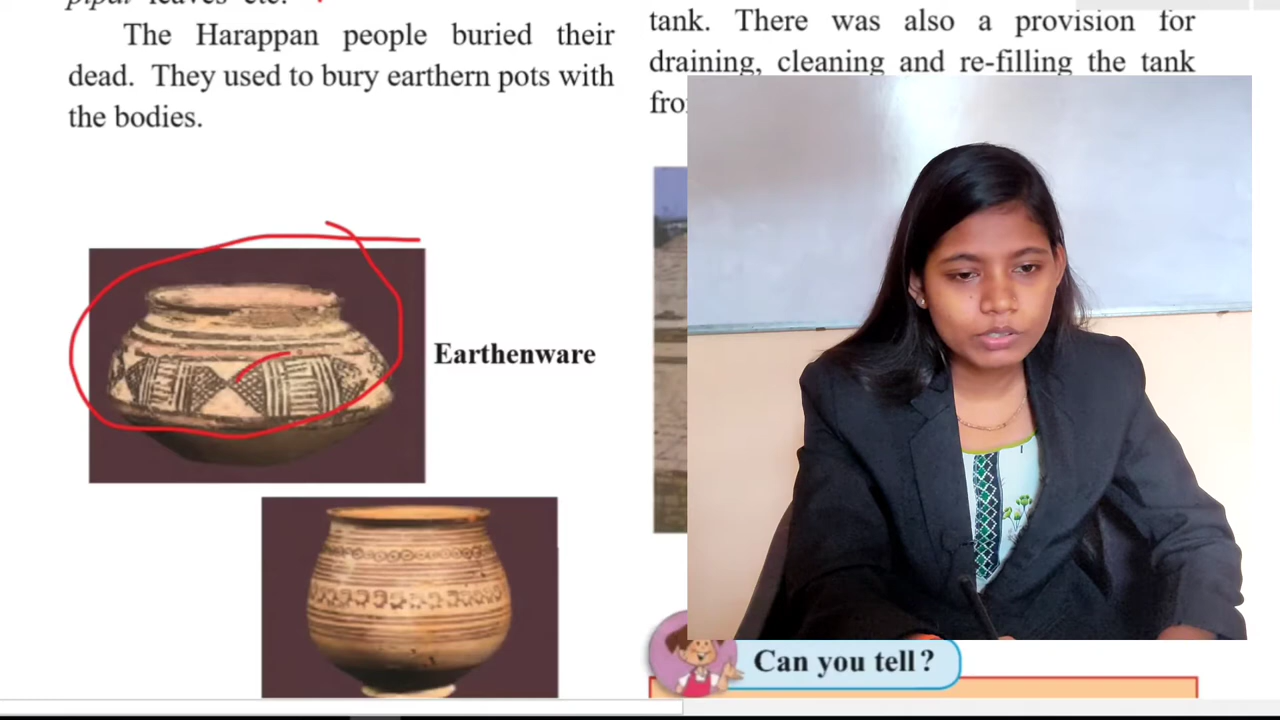 The Harappan people buried their
dead. They used to bury earthern pots with
the bodies.
Earthenware
tank. There was also a provision for
draining, cleaning and re-filling the tank
Can you tell?